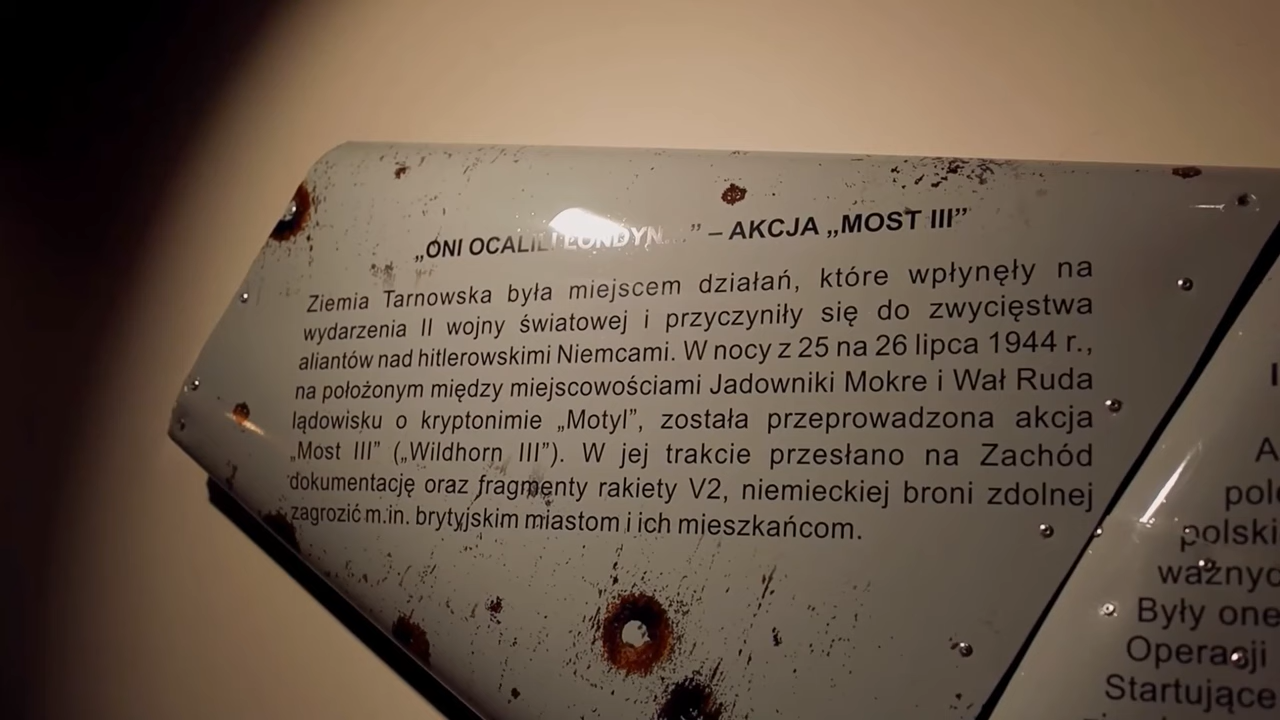 „ONI OCALILI LONDYN...” – AKCJA „MOST III”
Ziemia Tarnowska była miejscem działań, które wpłynęły na
wydarzenia II wojny światowej i przyczyniły się do zwycięstwa
aliantów nad hitlerowskimi Niemcami. W nocy z 25 na 26 lipca 1944 r.,
na położonym między miejscowościami Jadowniki Mokre i Wał Ruda
lądowisku o kryptonimie „Motyl”, została przeprowadzona akcja
„Most III” („Wildhorn III”). W jej trakcie przesłano na Zachód
dokumentację oraz fragmenty rakiety V2, niemieckiej broni zdolnej
zagrozić m.in. brytyjskim miastom i ich mieszkańcom.
polski
Były one
Operacji
Startujące